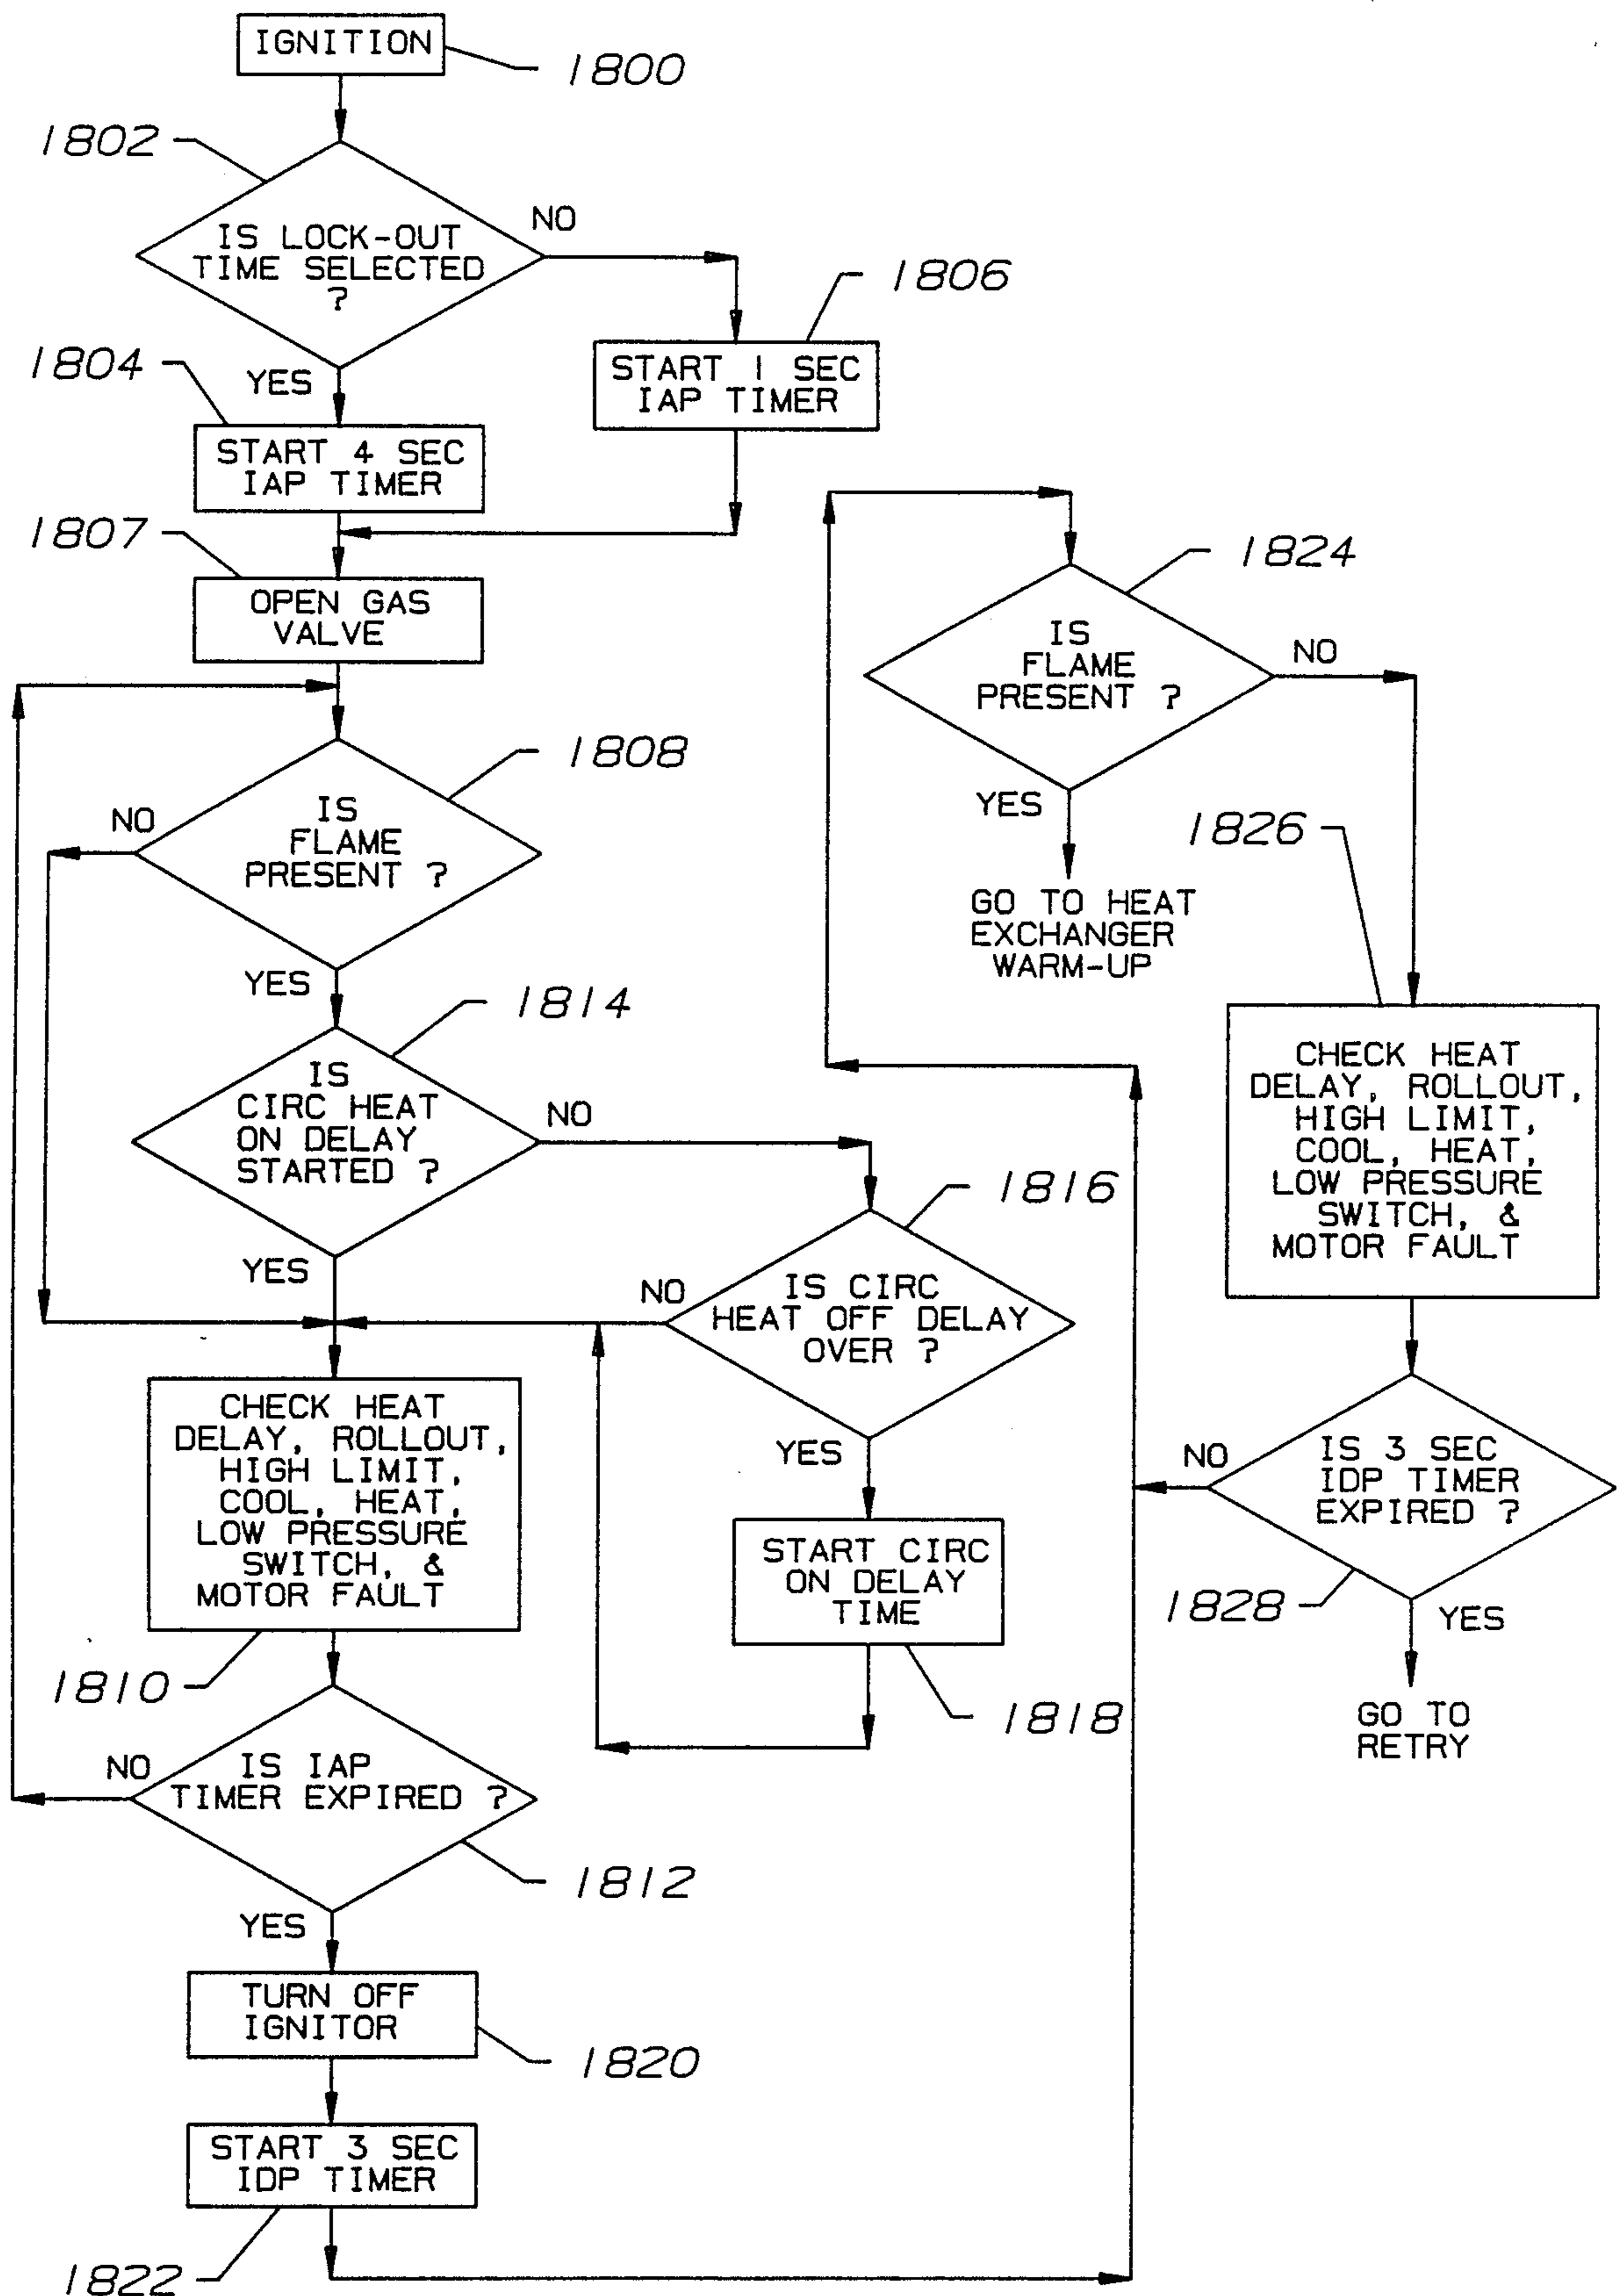 IGNITION
1800
1802
IS LOCK-OUT
TIME SELECTED
?
NO
1806
START 1 SEC
IAP TIMER
1804
YES
START 4 SEC
IAP TIMER
1807
OPEN GAS
VALVE
1808
IS
FLAME
PRESENT ?
NO
YES
1814
IS
CIRC HEAT
ON DELAY
STARTED ?
NO
YES
1816
IS CIRC
HEAT OFF DELAY
OVER ?
NO
YES
START CIRC
ON DELAY
TIME
1818
CHECK HEAT
DELAY, ROLLOUT,
HIGH LIMIT,
COOL, HEAT,
LOW PRESSURE
SWITCH, &
MOTOR FAULT
1810
IS IAP
TIMER EXPIRED ?
NO
1812
YES
TURN OFF
IGNITOR
1820
START 3 SEC
IDP TIMER
1822
1824
IS
FLAME
PRESENT ?
NO
YES
GO TO HEAT
EXCHANGER
WARM-UP
1826
CHECK HEAT
DELAY, ROLLOUT,
HIGH LIMIT,
COOL, HEAT,
LOW PRESSURE
SWITCH, &
MOTOR FAULT
IS 3 SEC
IDP TIMER
EXPIRED ?
NO
1828
YES
GO TO
RETRY